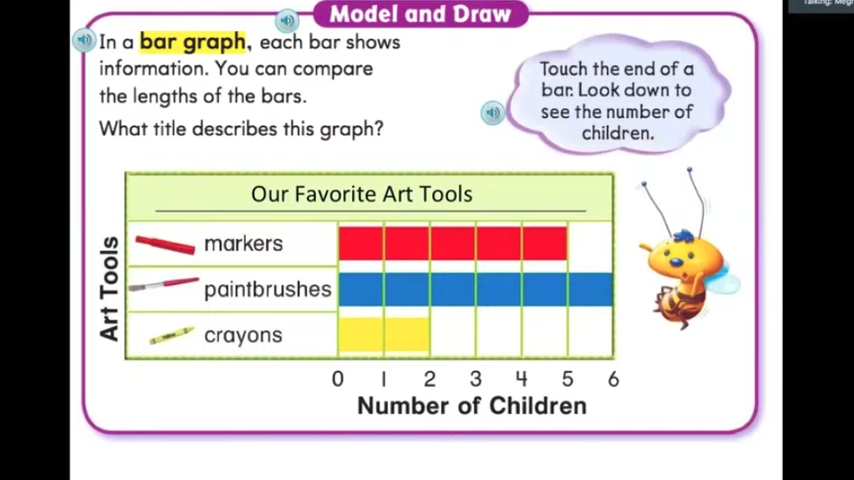 Talking: Megh
Model and Draw
In a bar graph, each bar shows
information. You can compare
the lengths of the bars.
What title describes this graph?
Touch the end of a
bar. Look down to
see the number of
children.
Our Favorite Art Tools
Art Tools
markers
paintbrushes
crayons
0 1 2 3 4 5 6
Number of Children